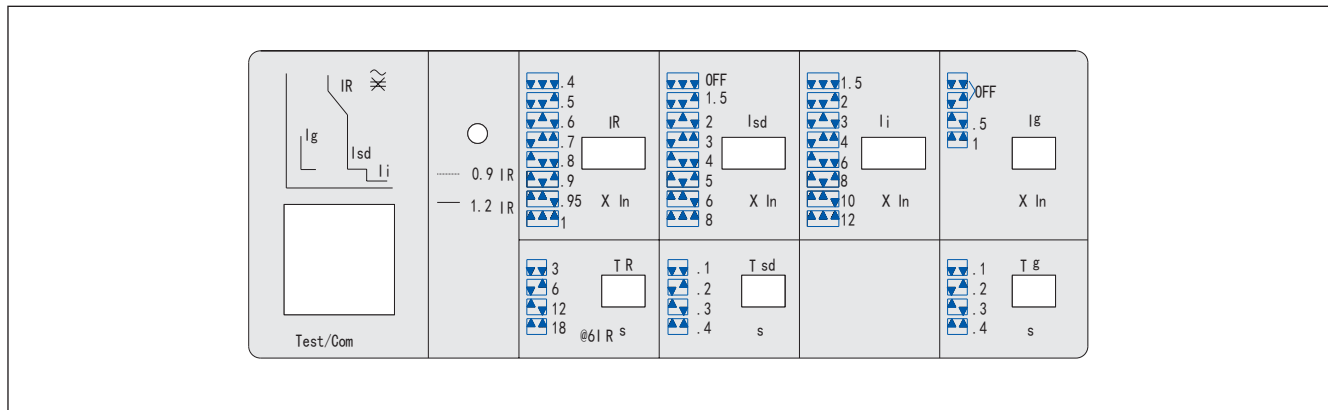 IR
Ig
Isd
Ii
Test/Com
0.9 IR
1.2 IR
.4
.5
.6
.7
.8
.9
.95
1
IR
X In
OFF
1.5
2
3
4
5
6
8
Isd
X In
1.5
2
3
4
6
8
10
12
Ii
X In
OFF
.5
1
Ig
X In
3
6
12
18
TR
@6IR s
.1
.2
.3
.4
Tsd
s
.1
.2
.3
.4
Tg
s